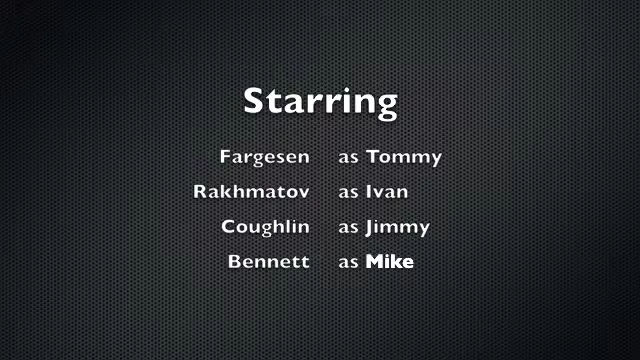 Starring
Fargesen as Tommy
Rakhmatov as Ivan
Coughlin as Jimmy
Bennett as Mike